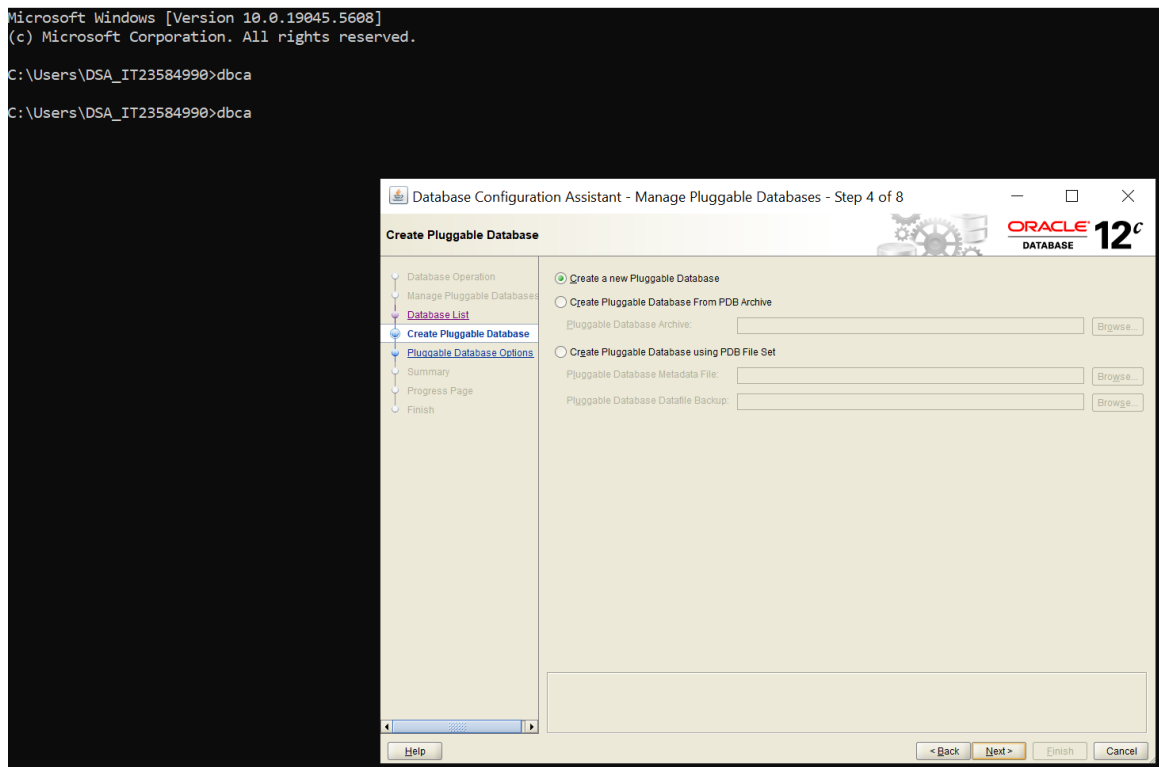 Microsoft Windows [Version 10.0.19045.5608]
(c) Microsoft Corporation. All rights reserved.
C:\Users\DSA_IT23584990>dbca
C:\Users\DSA_IT23584990>dbca
Database Configuration Assistant - Manage Pluggable Databases - Step 4 of 8
Create Pluggable Database
ORACLE
DATABASE
12c
Database Operation
Manage Pluggable Databases
Database List
Create Pluggable Database
Pluggable Database Options
Summary
Progress Page
Finish
Create a new Pluggable Database
Create Pluggable Database From PDB Archive
Pluggable Database Archive:
Browse...
Create Pluggable Database using PDB File Set
Pluggable Database Metadata File:
Browse...
Pluggable Database Datafile Backup:
Browse...
Help
< Back
Next >
Finish
Cancel